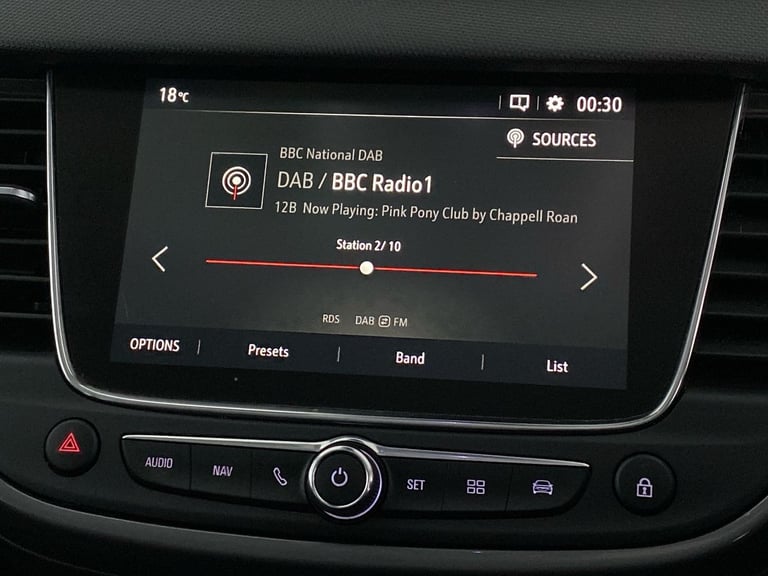 18°C
00:30
SOURCES
BBC National DAB
DAB / BBC Radio1
12B Now Playing: Pink Pony Club by Chappell Roan
Station 2/ 10
RDS DAB FM
OPTIONS Presets Band List
AUDIO NAV SET